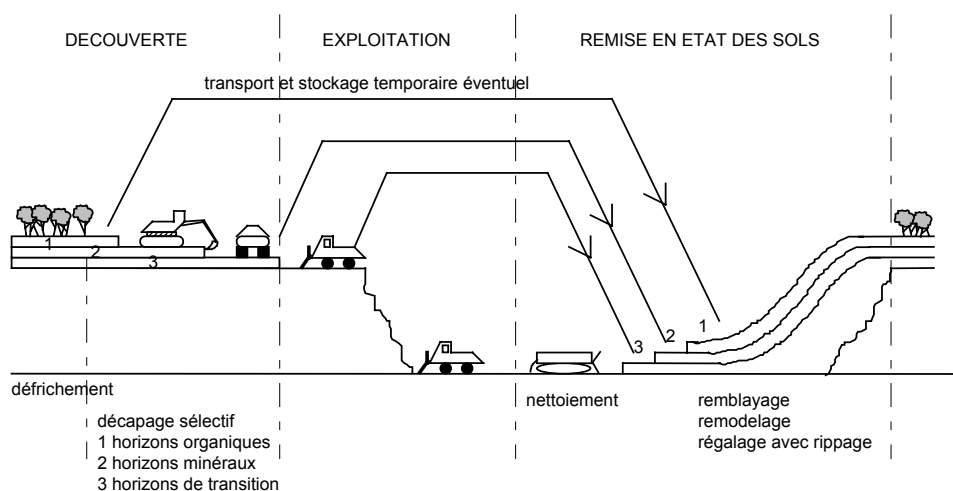 DÉCOUVERTE
EXPLOITATION
REMISE EN ETAT DES SOLS
transport et stockage temporaire éventuel
1
2
3
1
2
3
défrichement
décapage sélectif
1 horizons organiques
2 horizons minéraux
3 horizons de transition
nettoiement
remblayage
remodelage
régalage avec rippage